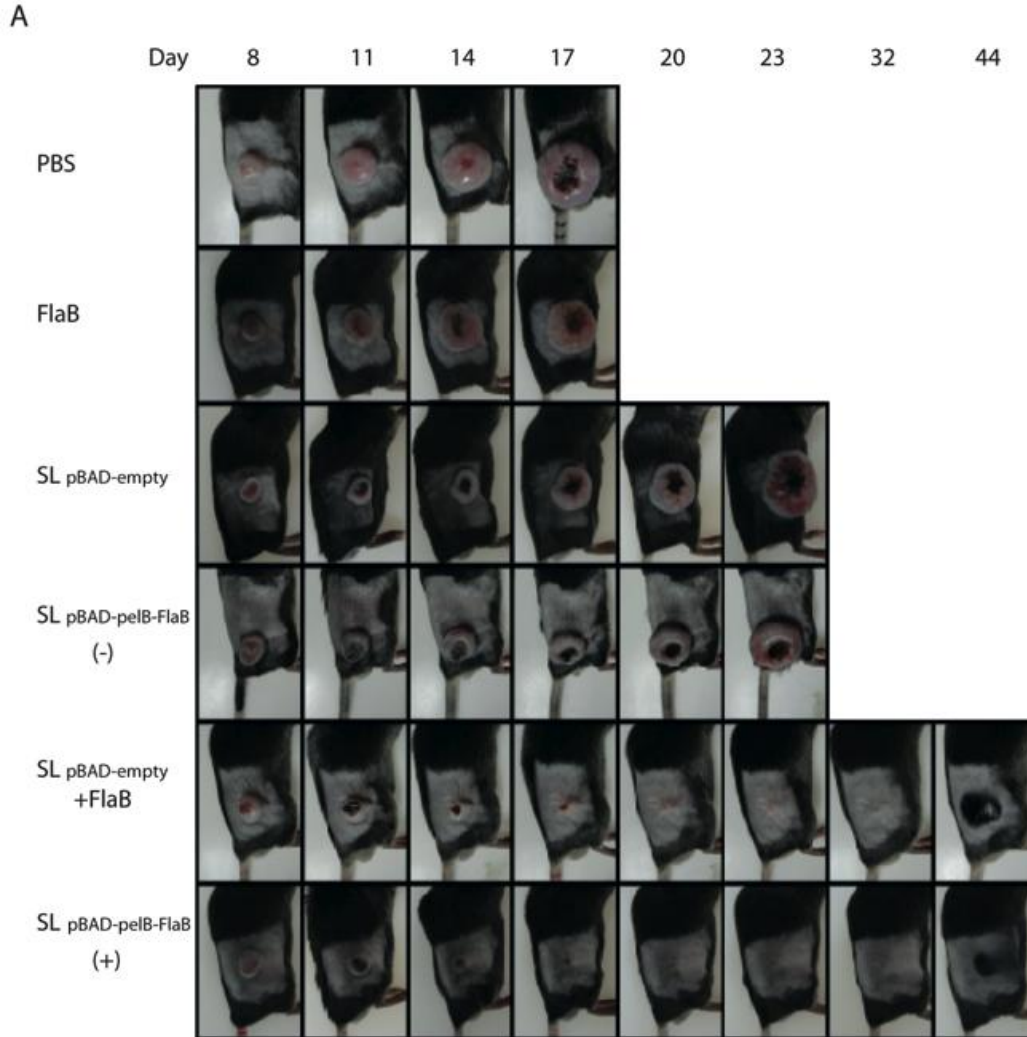 A
Day 8 11 14 17 20 23 32 44
PBS
FlaB
SL pBAD-empty
SL pBAD-pelB-FlaB
(-)
SL pBAD-empty
+FlaB
SL pBAD-pelB-FlaB
(+)